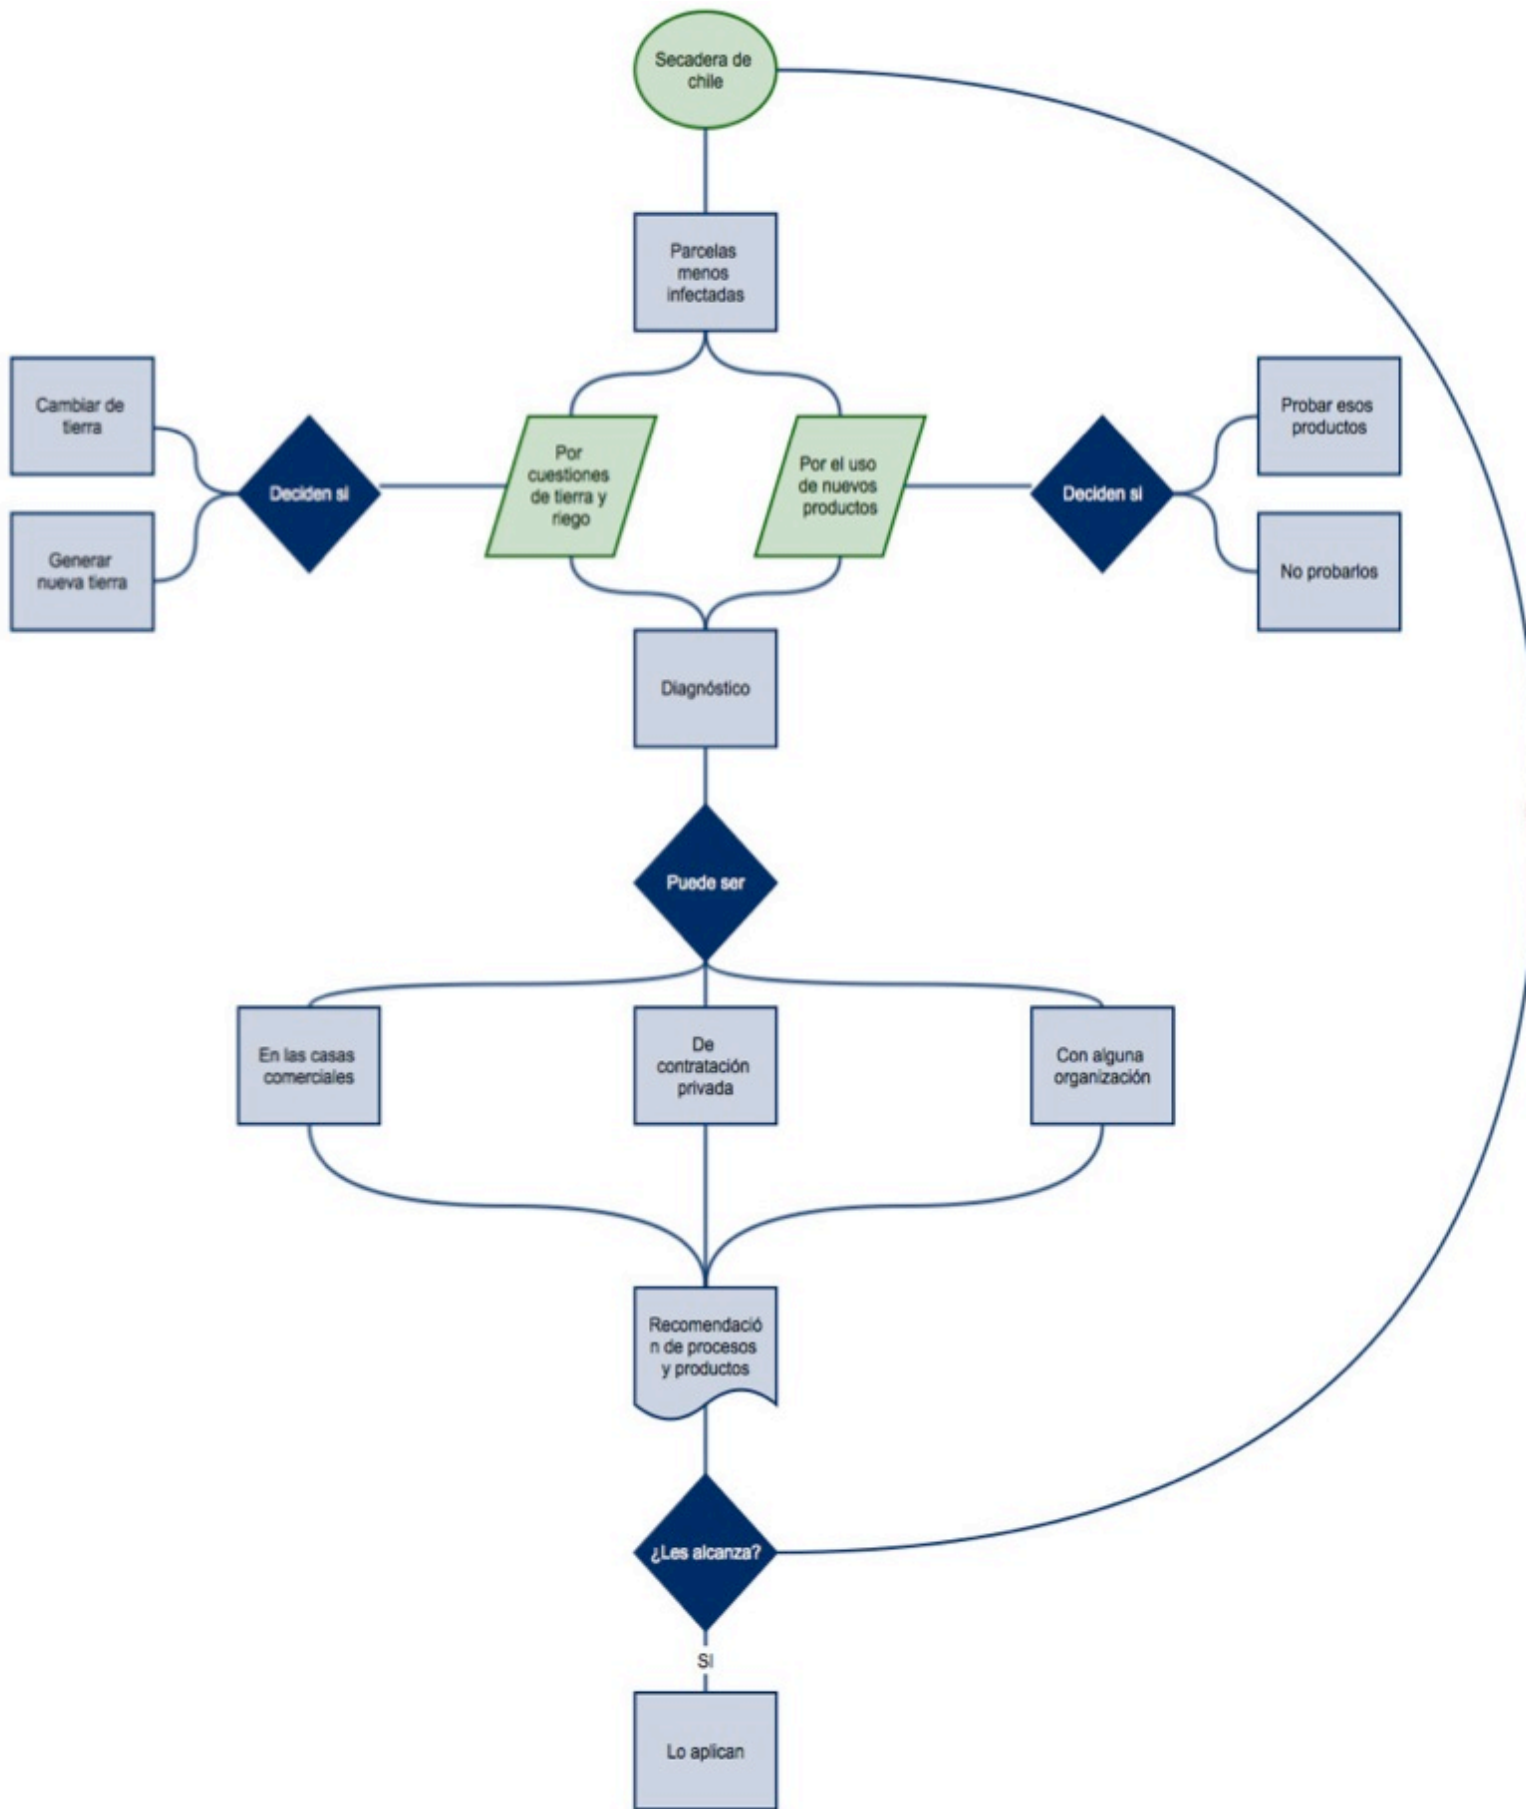 Secadera de
chile
Parcelas
menos
infectadas
Cambiar de
tierra
Generar
nueva tierra
Deciden si
Por
cuestiones
de tierra y
riego
Por el uso
de nuevos
productos
Deciden si
Probar esos
productos
No probarlos
Diagnóstico
Puede ser
En las casas
comerciales
De
contratación
privada
Con alguna
organización
Recomendació
n de procesos
y productos
¿Les alcanza?
SI
Lo aplican